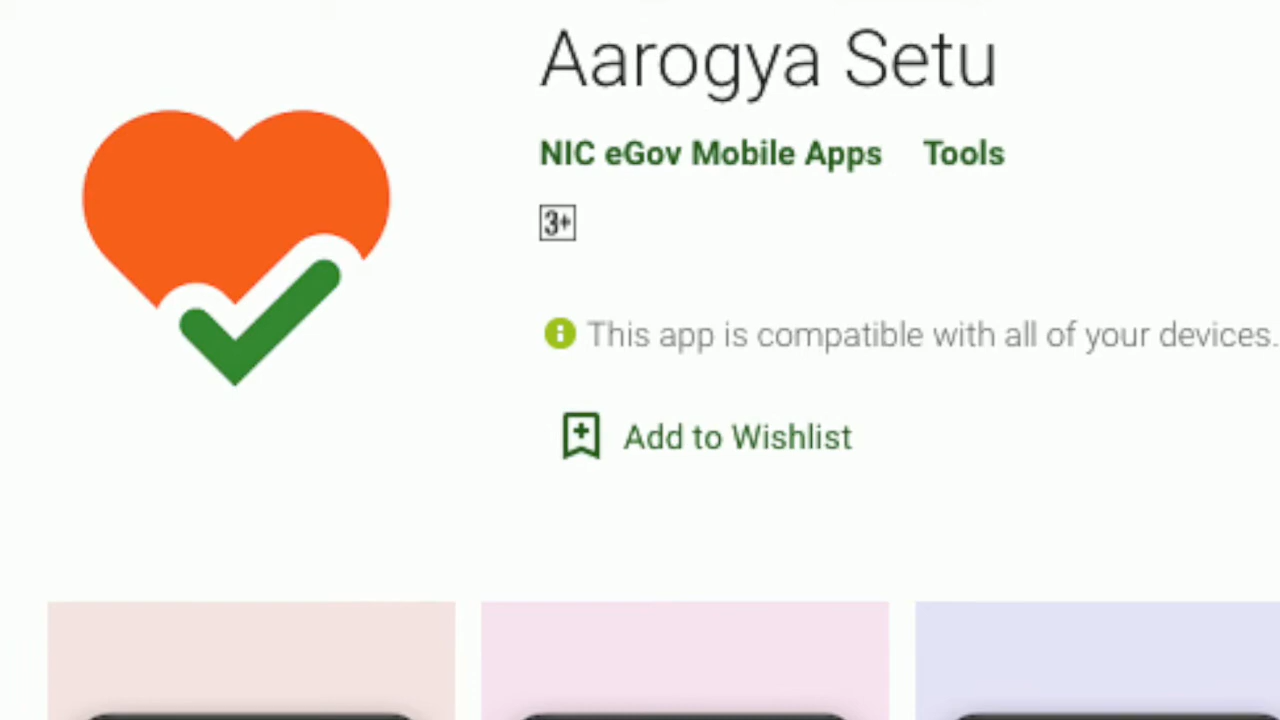 Aarogya Setu
NIC eGov Mobile Apps Tools
3+
This app is compatible with all of your devices.
Add to Wishlist